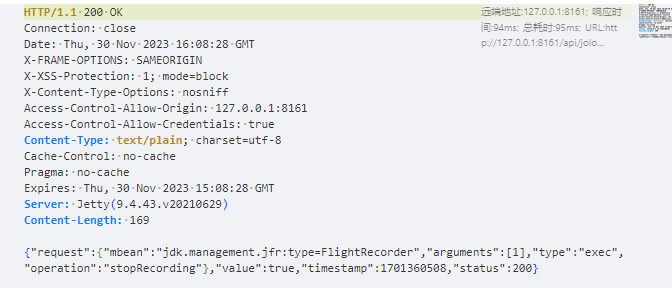 HTTP/1.1 200 OK
Connection: close
Date: Thu, 30 Nov 2023 16:08:28 GMT
X-FRAME-OPTIONS: SAMEORIGIN
X-XSS-Protection: 1; mode=block
X-Content-Type-Options: nosniff
Access-Control-Allow-Origin: 127.0.0.1:8161
Access-Control-Allow-Credentials: true
Content-Type: text/plain; charset=utf-8
Cache-Control: no-cache
Pragma: no-cache
Expires: Thu, 30 Nov 2023 15:08:28 GMT
Server: Jetty(9.4.43.v20210629)
Content-Length: 169
{"request":{"mbean":"jdk.management.jfr:type=FlightRecorder","arguments":[1],"type":"exec",
"operation":"stopRecording"},"value":true,"timestamp":1701360508,"status":200}
远端地址:127.0.0.1:8161; 响应时
间:94ms; 总耗时:95ms; URL:htt
p://127.0.0.1:8161/api/jolo...